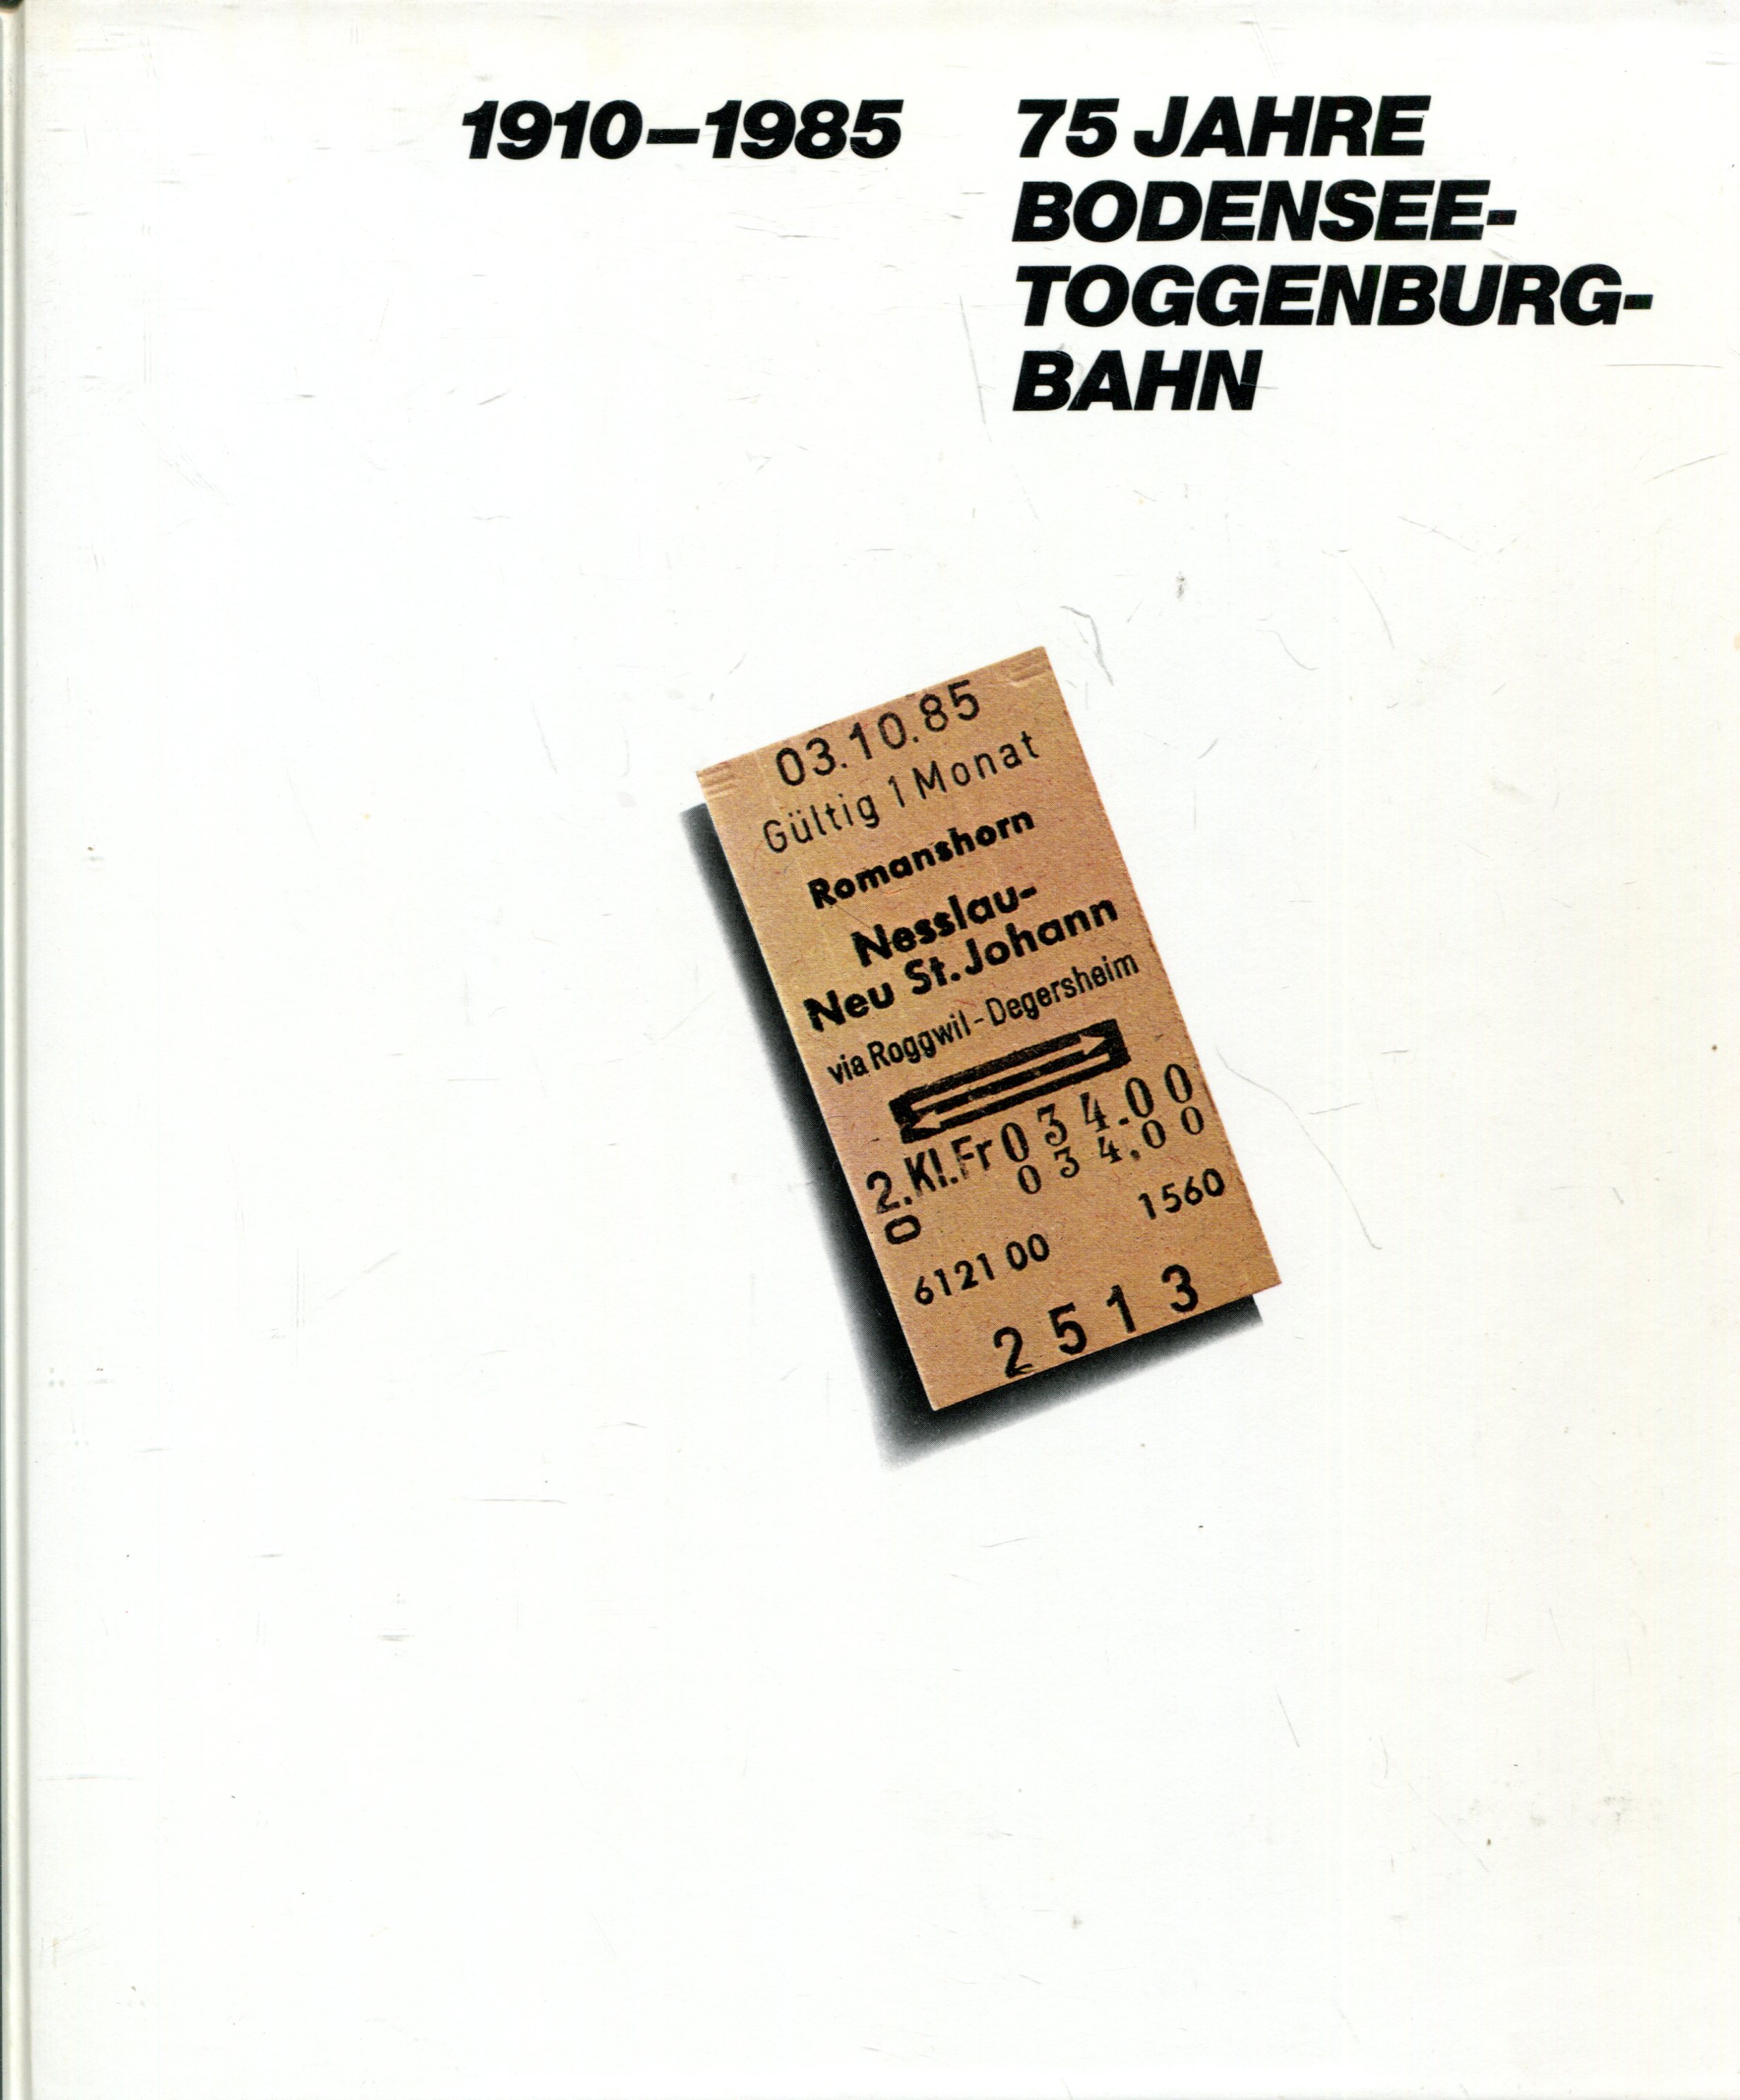 1910–1985
75 JAHRE
BODENSEE-
TOGGENBURG-
BAHN
03.10.85
Gültig 1 Monat
Romanshorn
Nesslau-
Neu St. Johann
via Roggwil-Degersheim
2. Kl. Fr 034.00
034.00
0
1560
6121 00
2513